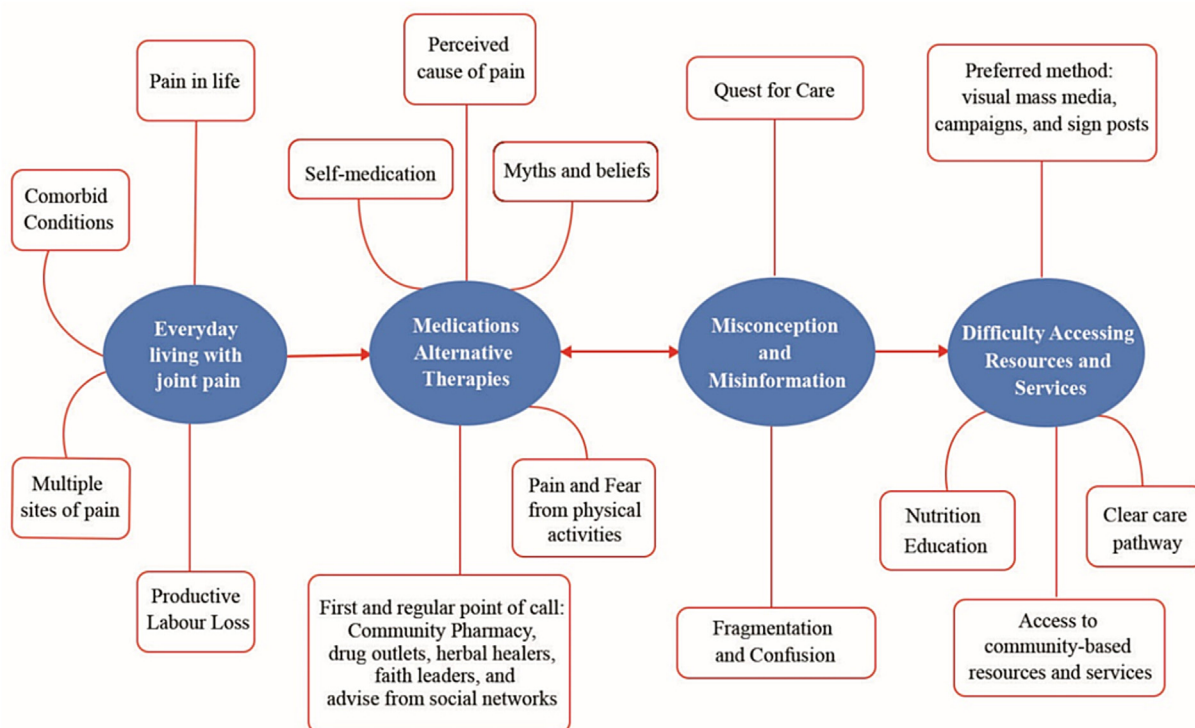 Pain in life
Perceived
cause of pain
Quest for Care
Preferred method:
visual mass media,
campaigns, and sign posts
Comorbid
Conditions
Self-medication
Myths and beliefs
Everyday
living with
joint pain
Medications
Alternative
Therapies
Misconception
and
Misinformation
Difficulty Accessing
Resources and
Services
Multiple
sites of pain
Pain and Fear
from physical
activities
Nutrition
Education
Clear care
pathway
Productive
Labour Loss
First and regular point of call:
Community Pharmacy,
drug outlets, herbal healers,
faith leaders, and
advise from social networks
Fragmentation
and Confusion
Access to
community-based
resources and services